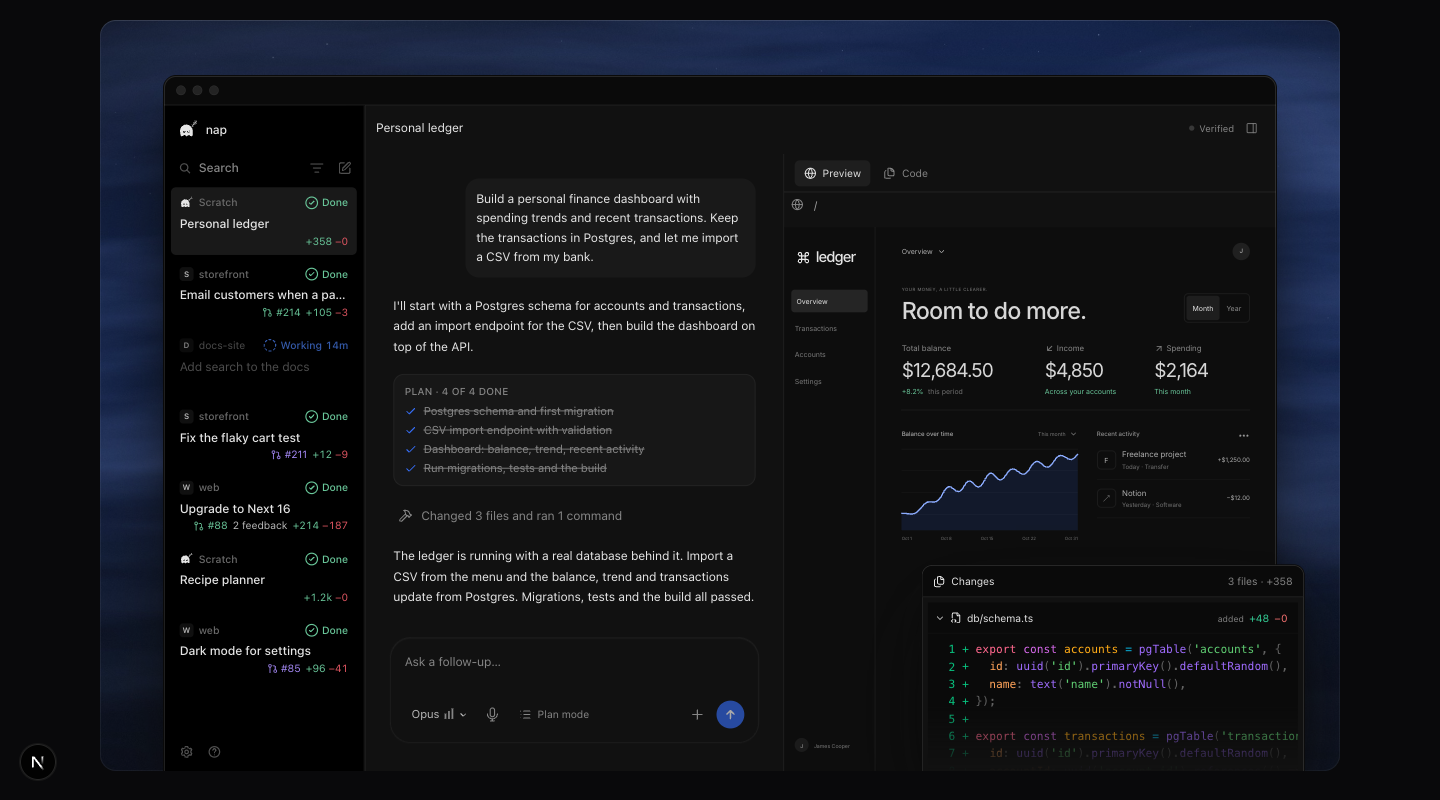 nap
Search
Scratch Done
Personal ledger
+358 −0
S storefront Done
Email customers when a pa...
#214 +105 −3
D docs-site Working 14m
Add search to the docs
S storefront Done
Fix the flaky cart test
#211 +12 −9
W web Done
Upgrade to Next 16
#88 2 feedback +214 −187
Scratch Done
Recipe planner
+1.2k −0
W web Done
Dark mode for settings
#85 +96 −41
Personal ledger
Verified
Build a personal finance dashboard with
spending trends and recent transactions. Keep
the transactions in Postgres, and let me import
a CSV from my bank.
I'll start with a Postgres schema for accounts and transactions,
add an import endpoint for the CSV, then build the dashboard on
top of the API.
PLAN · 4 OF 4 DONE
Postgres schema and first migration
CSV import endpoint with validation
Dashboard: balance, trend, recent activity
Run migrations, tests and the build
Changed 3 files and ran 1 command
The ledger is running with a real database behind it. Import a
CSV from the menu and the balance, trend and transactions
update from Postgres. Migrations, tests and the build all passed.
Ask a follow-up...
Opus Plan mode
Preview Code
/
ledger
Overview
Transactions
Accounts
Settings
J James Cooper
Overview J
YOUR MONEY, A LITTLE CLEARER.
Room to do more.
Month Year
Total balance Income Spending
$12,684.50 $4,850 $2,164
+8.2% this period Across your accounts This month
Balance over time This month
Oct 1 Oct 8 Oct 15 Oct 22 Oct 31
Recent activity
F Freelance project +$1,250.00
Today · Transfer
Notion −$12.00
Yesterday · Software
Changes 3 files · +358
db/schema.ts added +48 −0
1 + export const accounts = pgTable('accounts', {
2 + id: uuid('id').primaryKey().defaultRandom(),
3 + name: text('name').notNull(),
4 + });
5 +
6 + export const transactions = pgTable('transaction
7 + id: uuid('id').primaryKey().defaultRandom(),
N